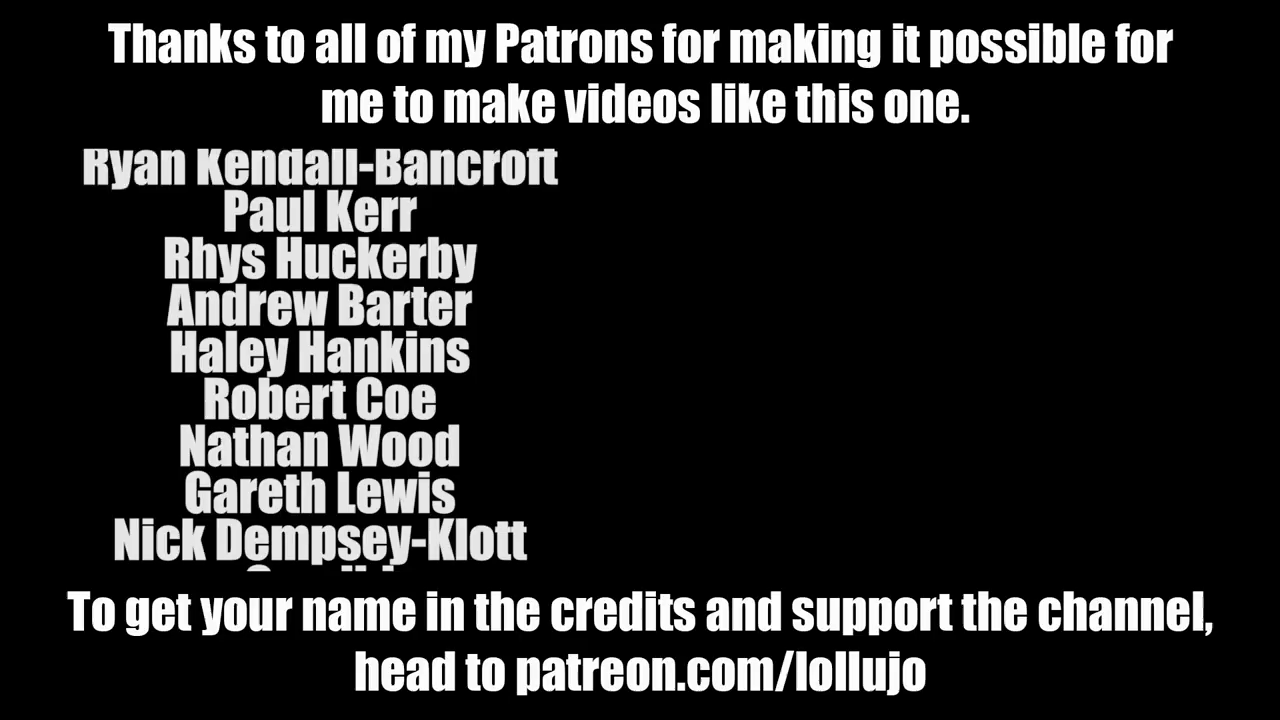 Thanks to all of my Patrons for making it possible for
me to make videos like this one.
Ryan Kendall-Bancroft
Paul Kerr
Rhys Huckerby
Andrew Barter
Haley Hankins
Robert Coe
Nathan Wood
Gareth Lewis
Nick Dempsey-Klott
To get your name in the credits and support the channel,
head to patreon.com/lollujo